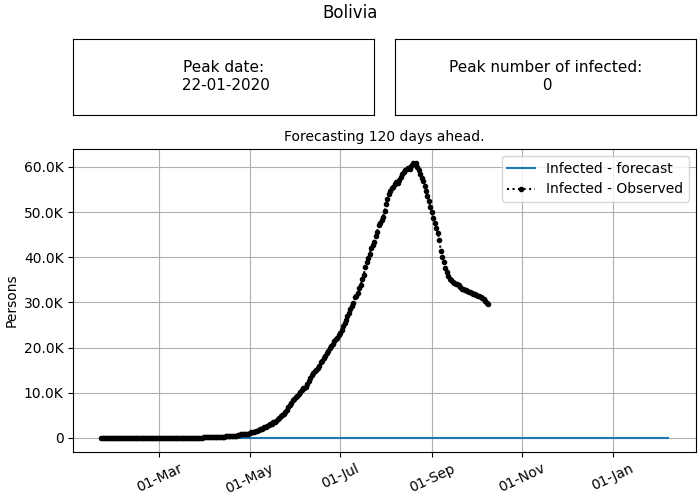 Bolivia
Peak date:
22-01-2020
Peak number of infected:
0
Forecasting 120 days ahead.
Infected - forecast
Infected - Observed
Persons
60.0K
50.0K
40.0K
30.0K
20.0K
10.0K
0
01-Mar
01-May
01-Jul
01-Sep
01-Nov
01-Jan